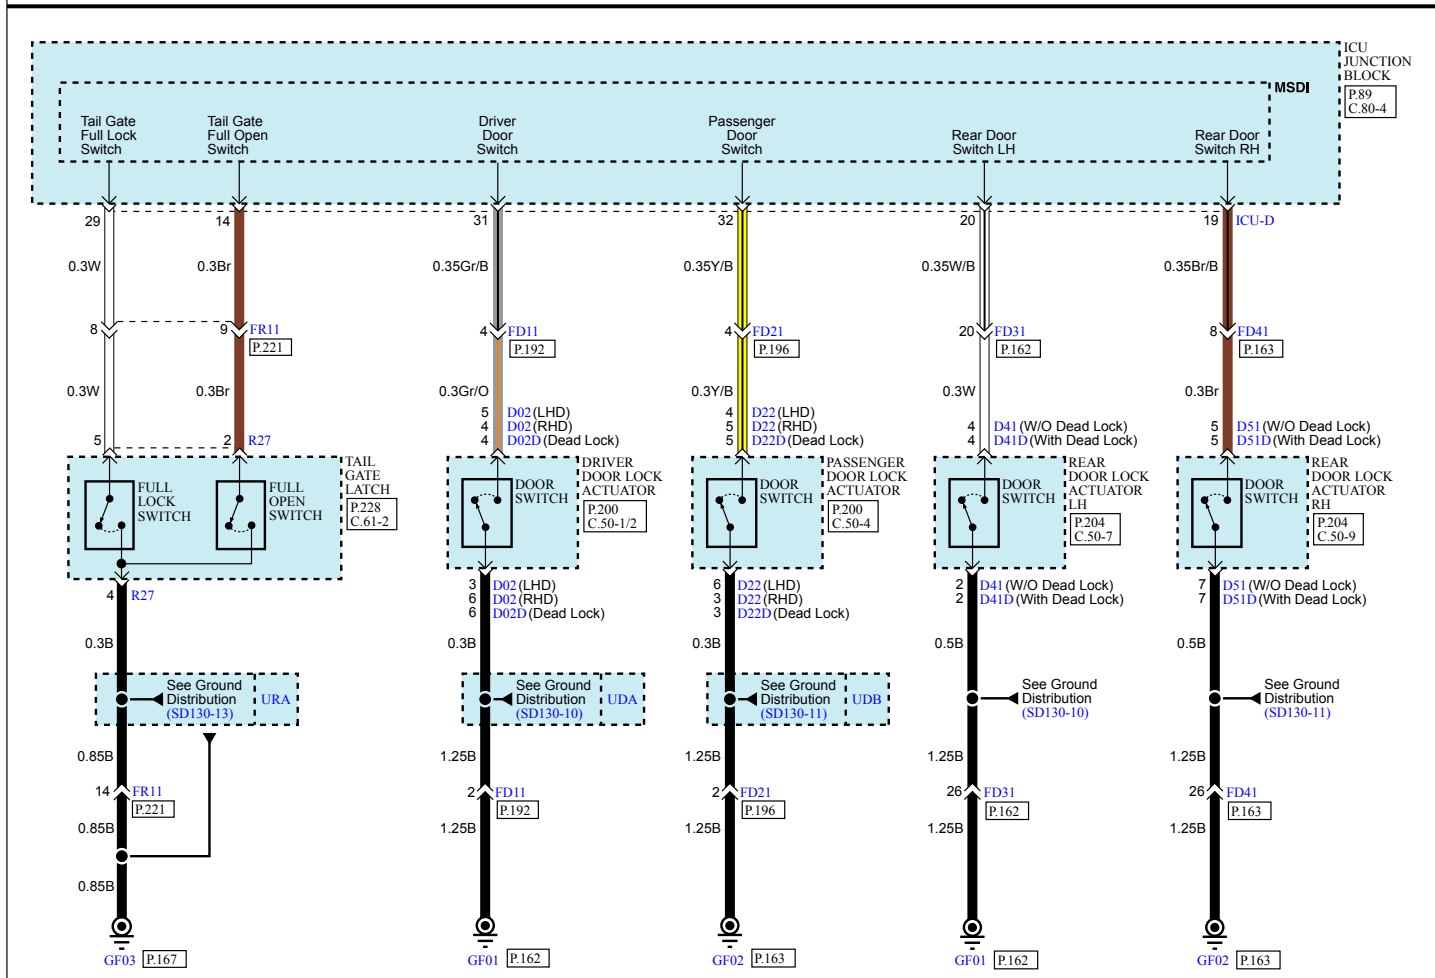 ICU
JUNCTION
BLOCK
P.89
C.80-4
MSDI
Tail Gate
Full Lock
Switch
Tail Gate
Full Open
Switch
Driver
Door
Switch
Passenger
Door
Switch
Rear Door
Switch LH
Rear Door
Switch RH
29 14 31 32 20 19 ICU-D
0.3W 0.3Br 0.35Gr/B 0.35Y/B 0.35W/B 0.35Br/B
8 9 FR11 4 FD11 4 FD21 20 FD31 8 FD41
P.221 P.192 P.196 P.162 P.163
0.3W 0.3Br 0.3Gr/O 0.3Y/B 0.3W 0.3Br
5 D02 (LHD) 4 D22 (LHD)
4 D02 (RHD) 5 D22 (RHD) 4 D41 (W/O Dead Lock) 5 D51 (W/O Dead Lock)
5 2 R27 4 D02D (Dead Lock) 5 D22D (Dead Lock) 4 D41D (With Dead Lock) 5 D51D (With Dead Lock)
FULL
LOCK
SWITCH
FULL
OPEN
SWITCH
TAIL
GATE
LATCH
P.228
C.61-2
DOOR
SWITCH
DRIVER
DOOR LOCK
ACTUATOR
P.200
C.50-1/2
DOOR
SWITCH
PASSENGER
DOOR LOCK
ACTUATOR
P.200
C.50-4
DOOR
SWITCH
REAR
DOOR LOCK
ACTUATOR
LH
P.204
C.50-7
DOOR
SWITCH
REAR
DOOR LOCK
ACTUATOR
RH
P.204
C.50-9
4 R27 3 D02 (LHD) 6 D22 (LHD) 2 D41 (W/O Dead Lock) 7 D51 (W/O Dead Lock)
6 D02 (RHD) 3 D22 (RHD) 2 D41D (With Dead Lock) 7 D51D (With Dead Lock)
6 D02D (Dead Lock) 3 D22D (Dead Lock)
0.3B 0.3B 0.3B 0.5B 0.5B
See Ground
Distribution
(SD130-13)
URA
See Ground
Distribution
(SD130-10)
UDA
See Ground
Distribution
(SD130-11)
UDB
See Ground
Distribution
(SD130-10)
See Ground
Distribution
(SD130-11)
0.85B 1.25B 1.25B 1.25B 1.25B
14 FR11 2 FD11 2 FD21 26 FD31 26 FD41
P.221 P.192 P.196 P.162 P.163
0.85B 1.25B 1.25B 1.25B 1.25B
0.85B
GF03 P.167 GF01 P.162 GF02 P.163 GF01 P.162 GF02 P.163